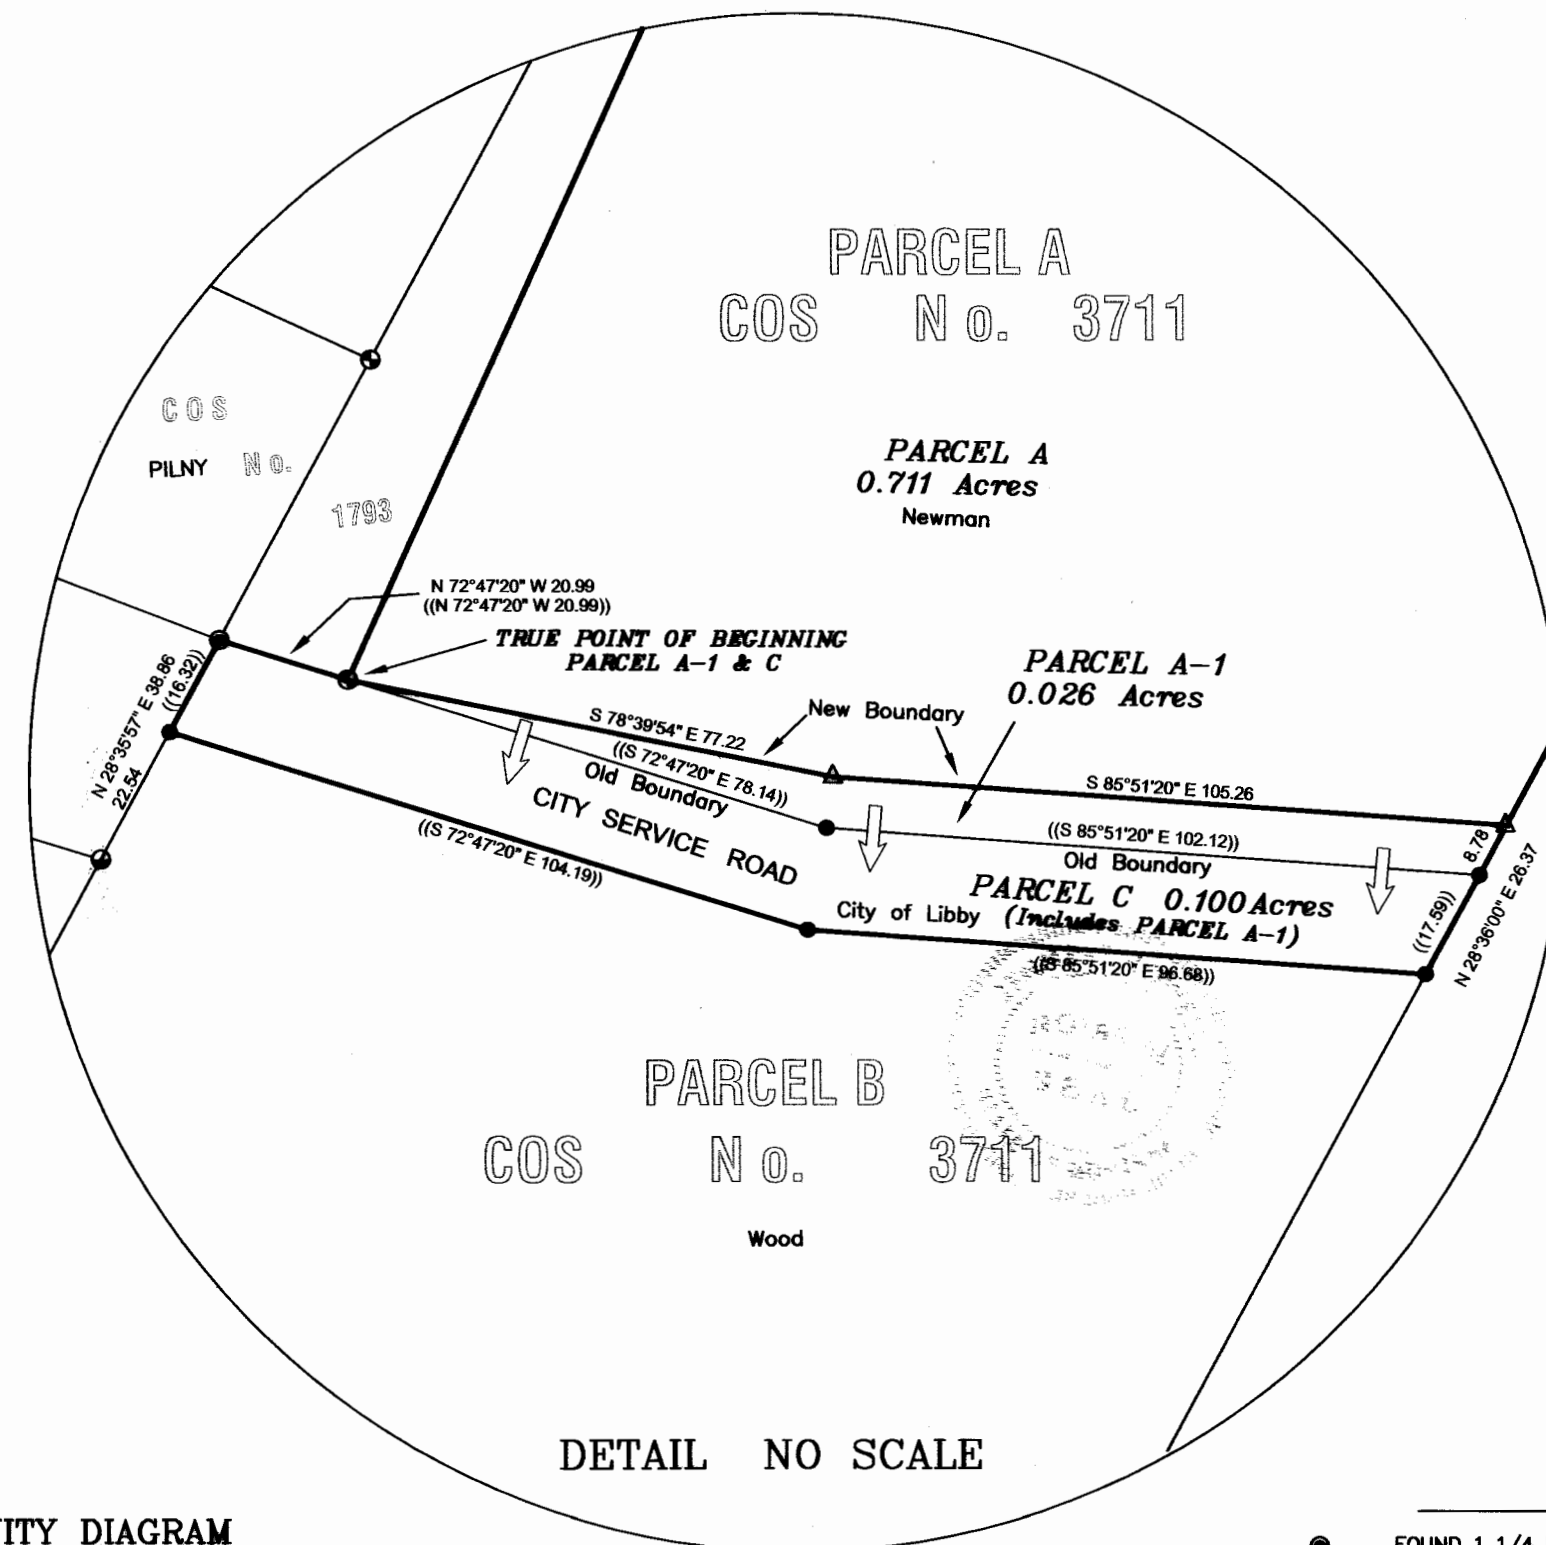 PARCEL A
COS No. 3711
PARCEL A
0.711 Acres
Newman
COS
PILNY No.
1793
N 72°47'20" W 20.99
((N 72°47'20" W 20.99))
TRUE POINT OF BEGINNING
PARCEL A-1 & C
PARCEL A-1
0.026 Acres
New Boundary
S 78°39'54" E 77.22
((S 72°47'20" E 78.14))
Old Boundary
CITY SERVICE ROAD
((S 72°47'20" E 104.19))
N 28°35'57" E 38.86
((16.32))
22.54
S 85°51'20" E 105.26
((S 85°51'20" E 102.12))
Old Boundary
8.78
((17.59))
N 28°36'00" E 26.37
PARCEL C 0.100 Acres
City of Libby (Includes PARCEL A-1)
((S 85°51'20" E 96.68))
PARCEL B
COS No. 3711
Wood
DETAIL NO SCALE
ITY DIAGRAM
FOUND 1 1/4